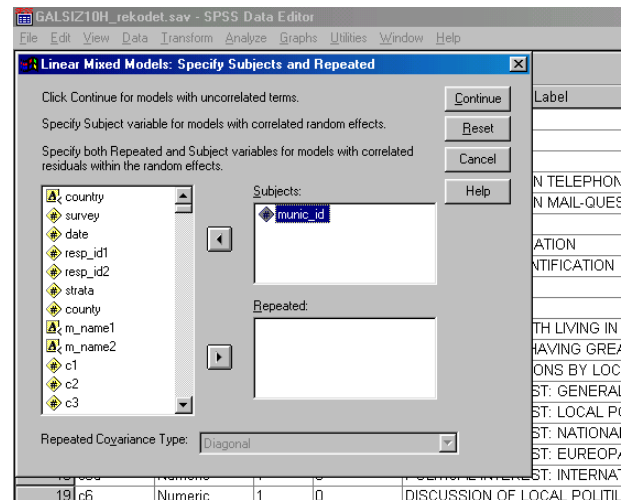 GALSIZ10H_rekodet.sav - SPSS Data Editor
File Edit View Data Transform Analyze Graphs Utilities Window Help
Linear Mixed Models: Specify Subjects and Repeated
Click Continue for models with uncorrelated terms.
Specify Subject variable for models with correlated random effects.
Specify both Repeated and Subject variables for models with correlated
residuals within the random effects.
Continue
Reset
Cancel
Help
country
survey
date
resp_id1
resp_id2
strata
county
m_name1
m_name2
c1
c2
c3
Subjects:
munic_id
Repeated:
Repeated Covariance Type: Diagonal
Label
N TELEPHON
N MAIL-QUES
ATION
NTIFICATION
TH LIVING IN
HAVING GREA
ONS BY LOC
ST: GENERAL
ST: LOCAL PO
ST: NATIONAL
ST: EUREOPA
POLITICAL INTEREST: INTERNAT
19 c6 Numeric 1 0 DISCUSSION OF LOCAL POLITIL